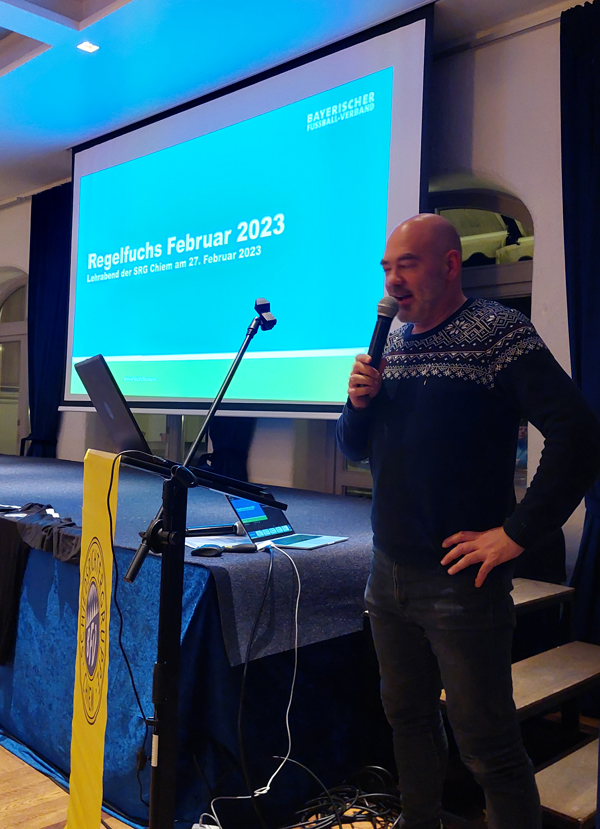 BAYERISCHER
FUSSBALL-VERBAND
Regelfuchs Februar 2023
Lehrabend der SRG Chiem am 27. Februar 2023